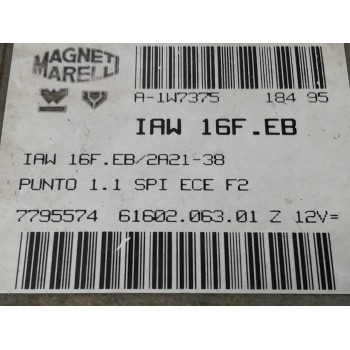 MAGNETI
MARELLI
A-1W7375 184 95
IAW 16F.EB
IAW 16F.EB/2A21-38
PUNTO 1.1 SPI ECE F2
7795574 61602.063.01 Z 12V=